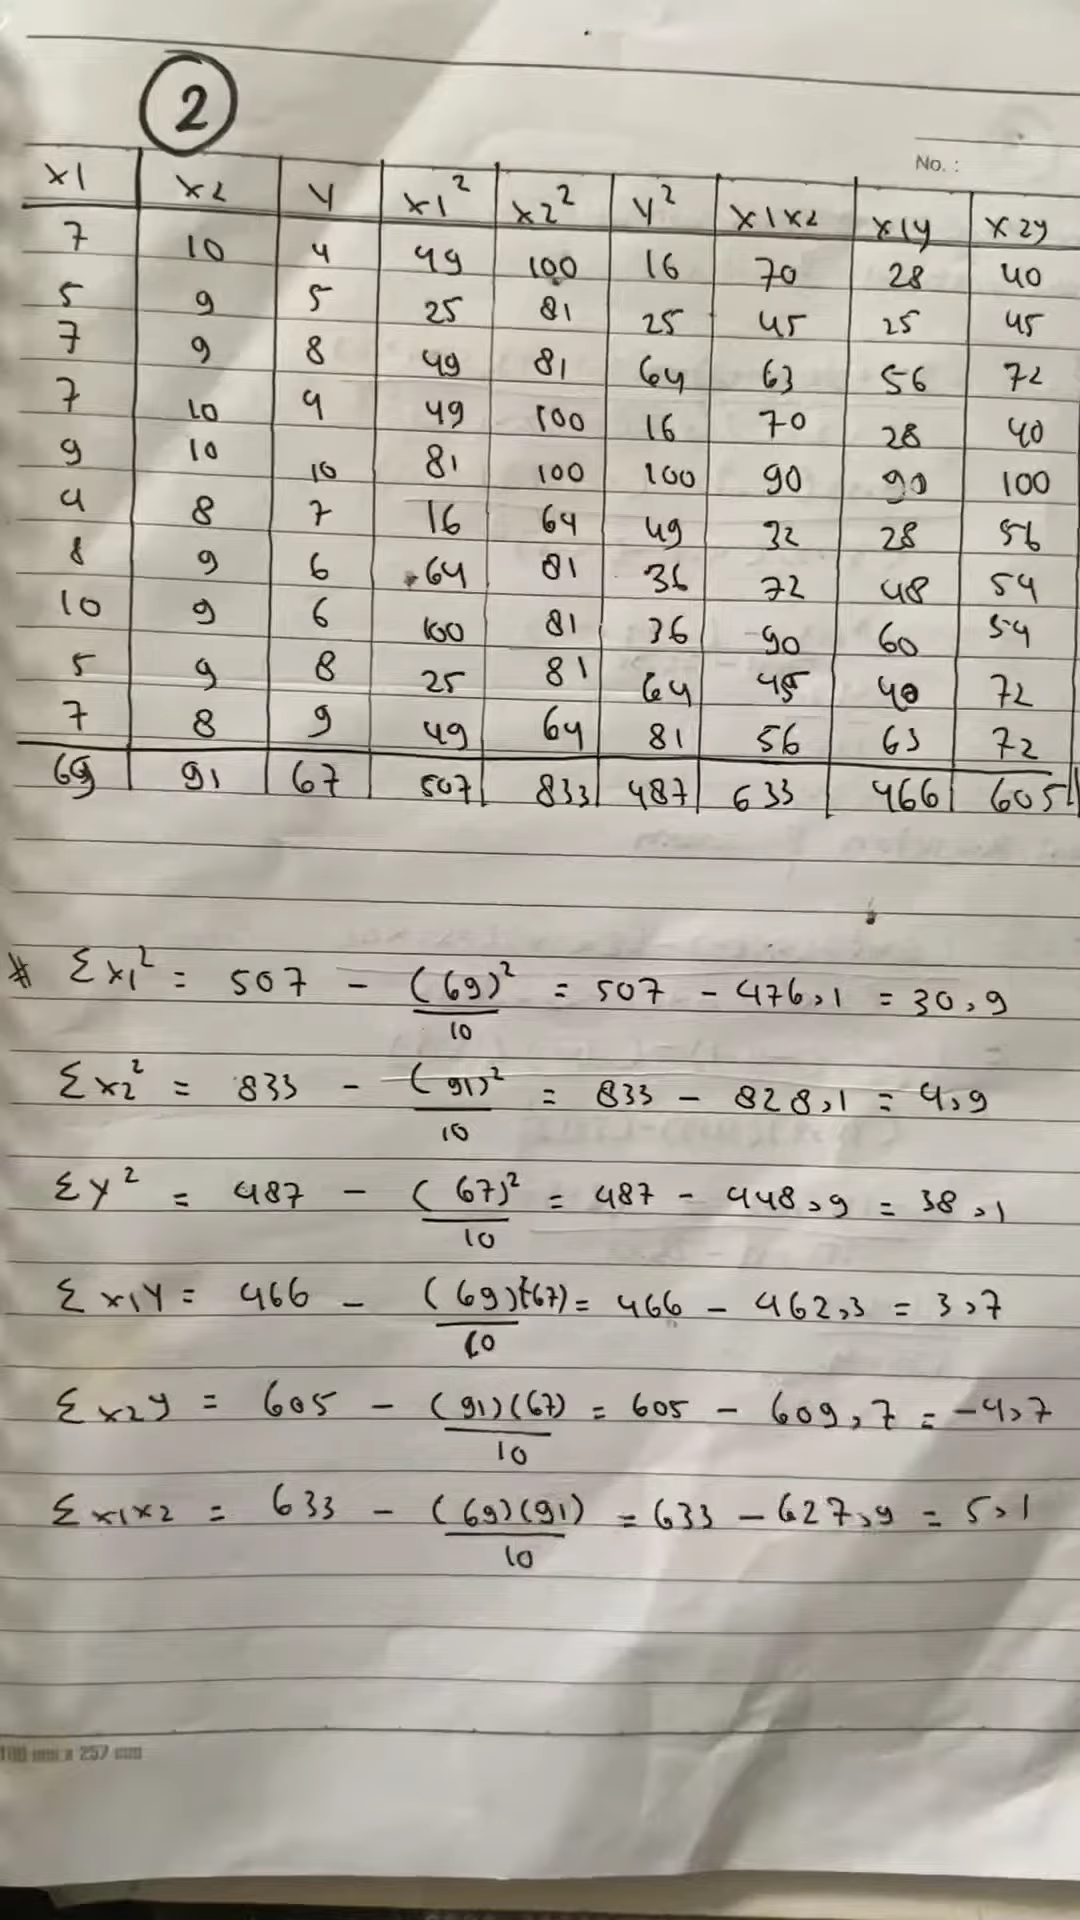 2
No. :
x1 x2 Y x1² x2² Y² x1x2 x1y x2y
7 10 4 49 100 16 70 28 40
5 9 5 25 81 25 45 25 45
7 9 8 49 81 64 63 56 72
7 10 4 49 100 16 70 28 40
9 10 10 81 100 100 90 90 100
4 8 7 16 64 49 32 28 56
8 9 6 64 81 36 72 48 54
10 9 6 100 81 36 90 60 54
5 9 8 25 81 64 45 40 72
7 8 9 49 64 81 56 63 72
69 91 67 507 833 487 633 466 605
* Σx1² = 507 - (69)²/10 = 507 - 476,1 = 30,9
Σx2² = 833 - (91)²/10 = 833 - 828,1 = 4,9
Σy² = 487 - (67)²/10 = 487 - 448,9 = 38,1
Σx1Y = 466 - (69)(67)/10 = 466 - 462,3 = 3,7
Σx2y = 605 - (91)(67)/10 = 605 - 609,7 = -4,7
Σx1x2 = 633 - (69)(91)/10 = 633 - 627,9 = 5,1
x 257 mm